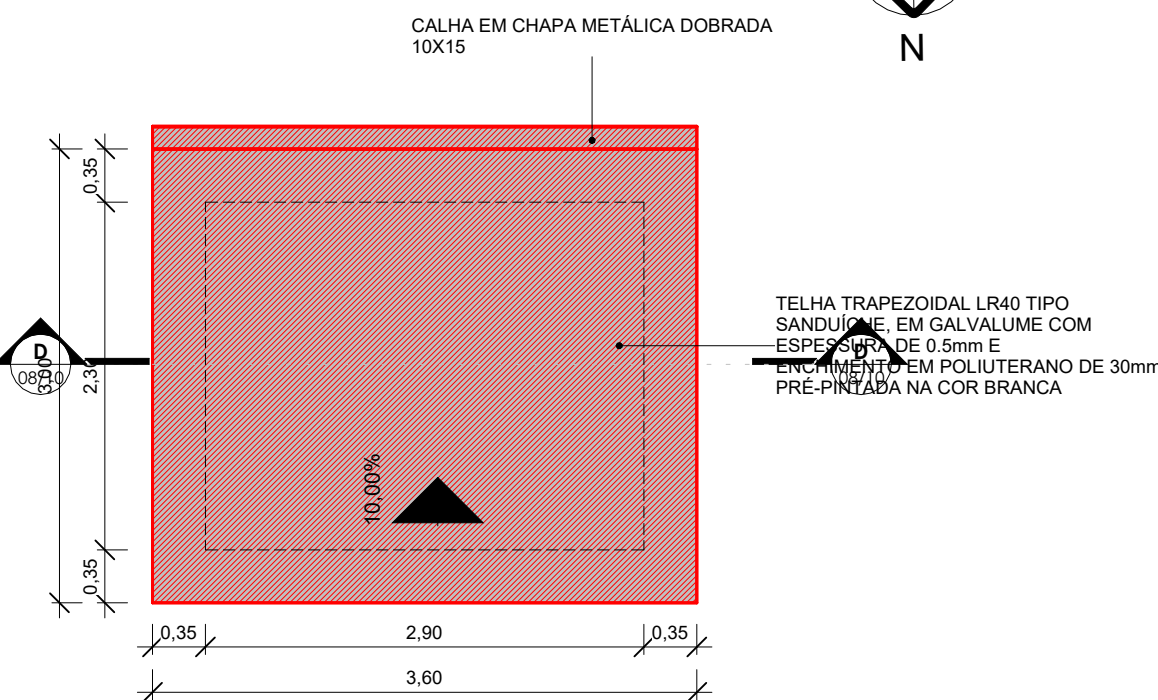 N
CALHA EM CHAPA METÁLICA DOBRADA
10X15
0,35
TELHA TRAPEZOIDAL LR40 TIPO
SANDUÍCHE, EM GALVALUME COM
ESPESSURA DE 0.5mm E
ENCHIMENTO EM POLIUTERANO DE 30mm
PRÉ-PINTADA NA COR BRANCA
D
08/10
3,00
2,30
D
08/10
10,00%
0,35
0,35
2,90
0,35
3,60